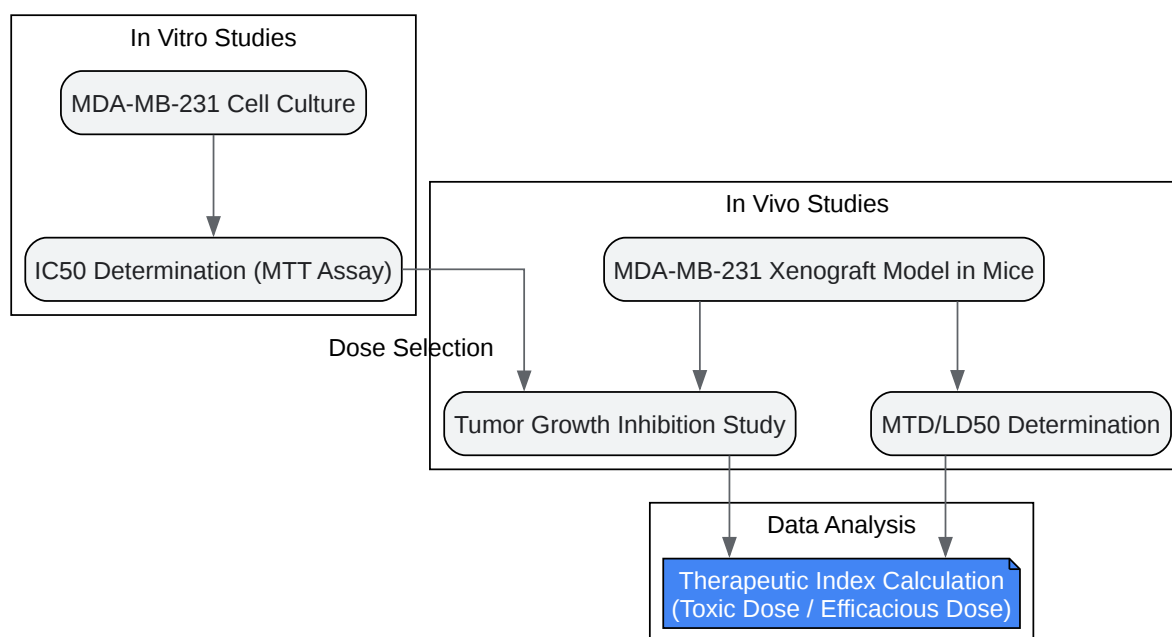 In Vitro Studies
MDA-MB-231 Cell Culture
IC50 Determination (MTT Assay)
Dose Selection
In Vivo Studies
MDA-MB-231 Xenograft Model in Mice
Tumor Growth Inhibition Study
MTD/LD50 Determination
Data Analysis
Therapeutic Index Calculation
(Toxic Dose / Efficacious Dose)